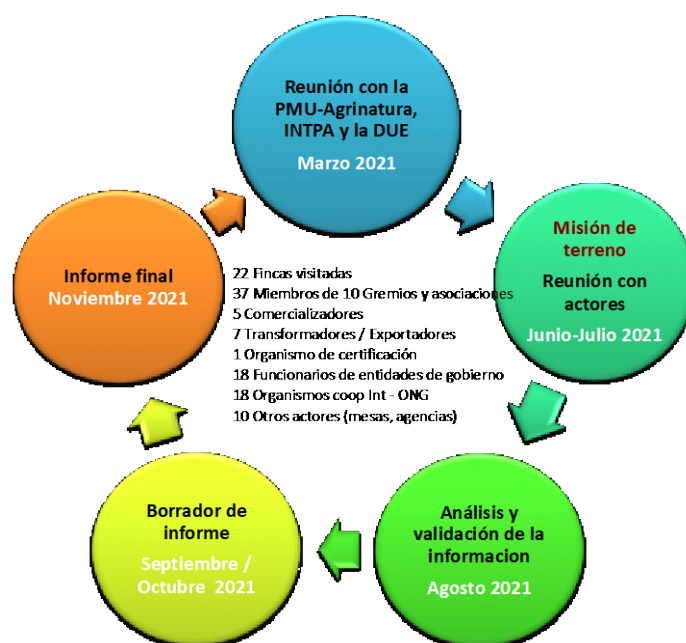 Reunión con la
PMU-Agrinatura,
INTPA y la DUE
Marzo 2021
Misión de
terreno
Reunión con
actores
Junio-Julio 2021
Informe final
Noviembre 2021
22 Fincas visitadas
37 Miembros de 10 Gremios y asociaciones
5 Comercializadores
7 Transformadores / Exportadores
1 Organismo de certificación
18 Funcionarios de entidades de gobierno
18 Organismos coop Int - ONG
10 Otros actores (mesas, agencias)
Análisis y
validación de la
informacion
Agosto 2021
Borrador de
informe
Septiembre /
Octubre 2021